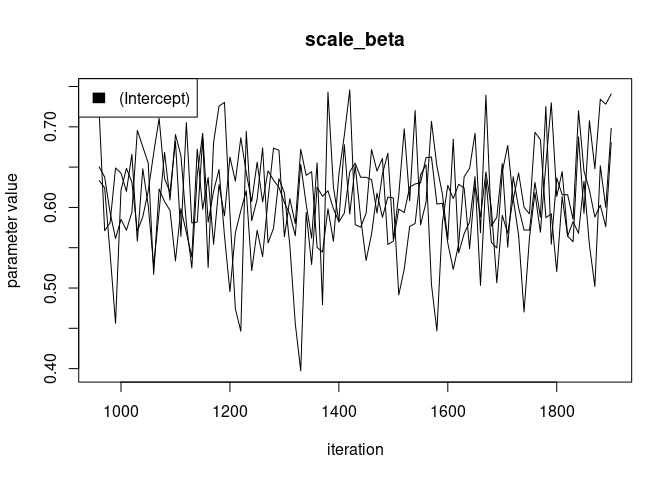 scale_beta
(Intercept)
parameter value
0.70
0.60
0.50
0.40
1000 1200 1400 1600 1800
iteration